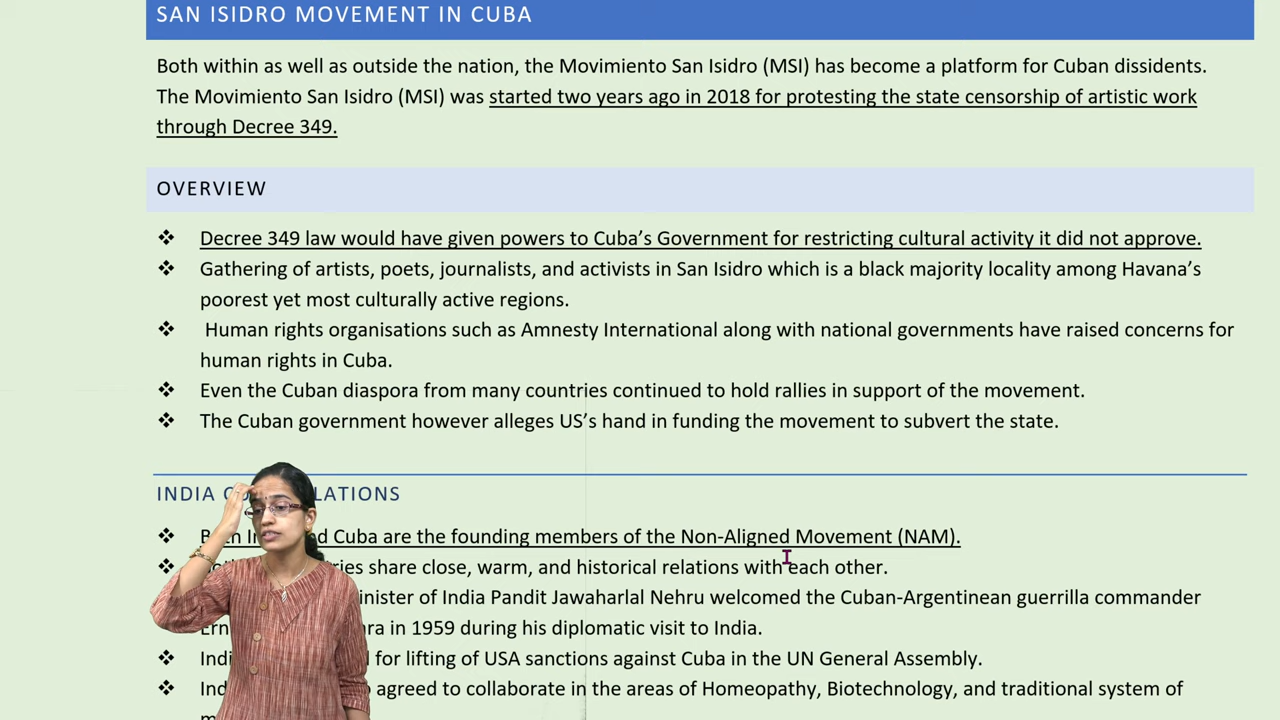 SAN ISIDRO MOVEMENT IN CUBA
Both within as well as outside the nation, the Movimiento San Isidro (MSI) has become a platform for Cuban dissidents.
The Movimiento San Isidro (MSI) was started two years ago in 2018 for protesting the state censorship of artistic work
through Decree 349.
OVERVIEW
❖ Decree 349 law would have given powers to Cuba's Government for restricting cultural activity it did not approve.
❖ Gathering of artists, poets, journalists, and activists in San Isidro which is a black majority locality among Havana's
poorest yet most culturally active regions.
❖ Human rights organisations such as Amnesty International along with national governments have raised concerns for
human rights in Cuba.
❖ Even the Cuban diaspora from many countries continued to hold rallies in support of the movement.
❖ The Cuban government however alleges US's hand in funding the movement to subvert the state.
INDIA
❖ Cuba are the founding members of the Non-Aligned Movement (NAM).
❖ share close, warm, and historical relations with each other.
❖ of India Pandit Jawaharlal Nehru welcomed the Cuban-Argentinean guerrilla commander
in 1959 during his diplomatic visit to India.
❖ for lifting of USA sanctions against Cuba in the UN General Assembly.
❖ agreed to collaborate in the areas of Homeopathy, Biotechnology, and traditional system of